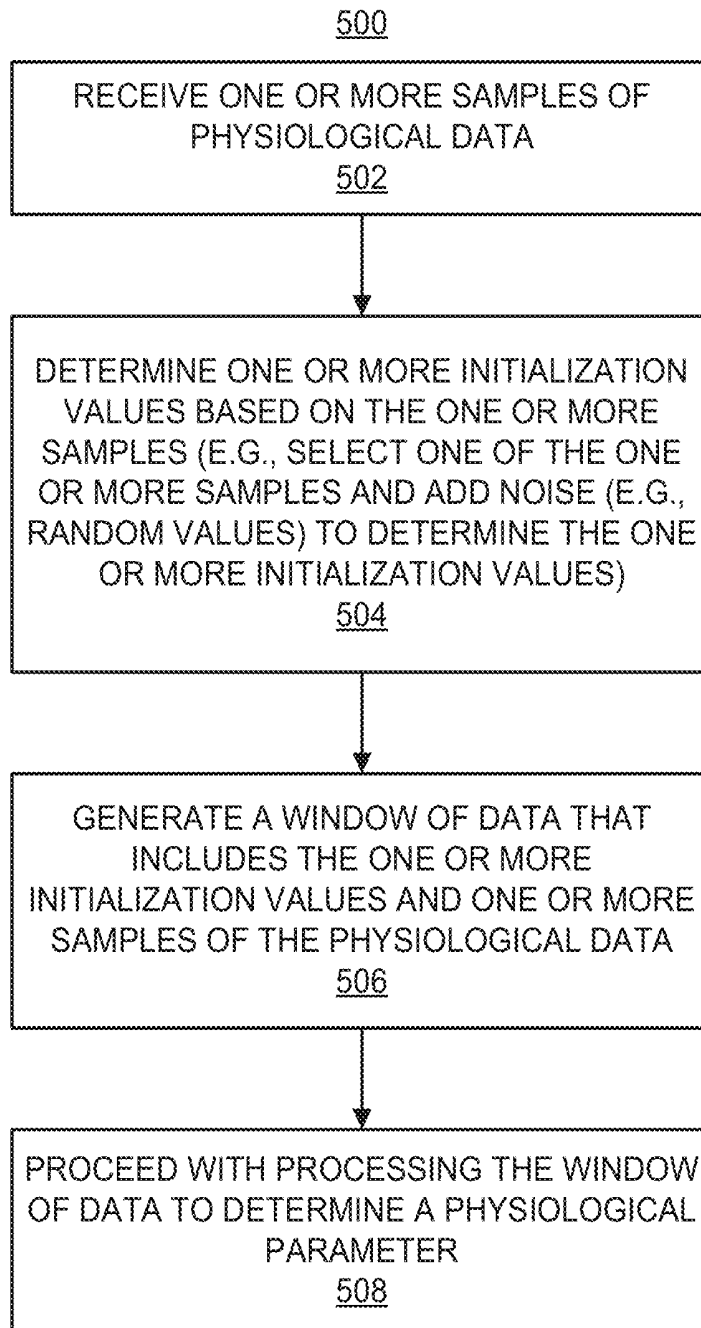 500
RECEIVE ONE OR MORE SAMPLES OF
PHYSIOLOGICAL DATA
502
DETERMINE ONE OR MORE INITIALIZATION
VALUES BASED ON THE ONE OR MORE
SAMPLES (E.G., SELECT ONE OF THE ONE
OR MORE SAMPLES AND ADD NOISE (E.G.,
RANDOM VALUES) TO DETERMINE THE ONE
OR MORE INITIALIZATION VALUES)
504
GENERATE A WINDOW OF DATA THAT
INCLUDES THE ONE OR MORE
INITIALIZATION VALUES AND ONE OR MORE
SAMPLES OF THE PHYSIOLOGICAL DATA
506
PROCEED WITH PROCESSING THE WINDOW
OF DATA TO DETERMINE A PHYSIOLOGICAL
PARAMETER
508